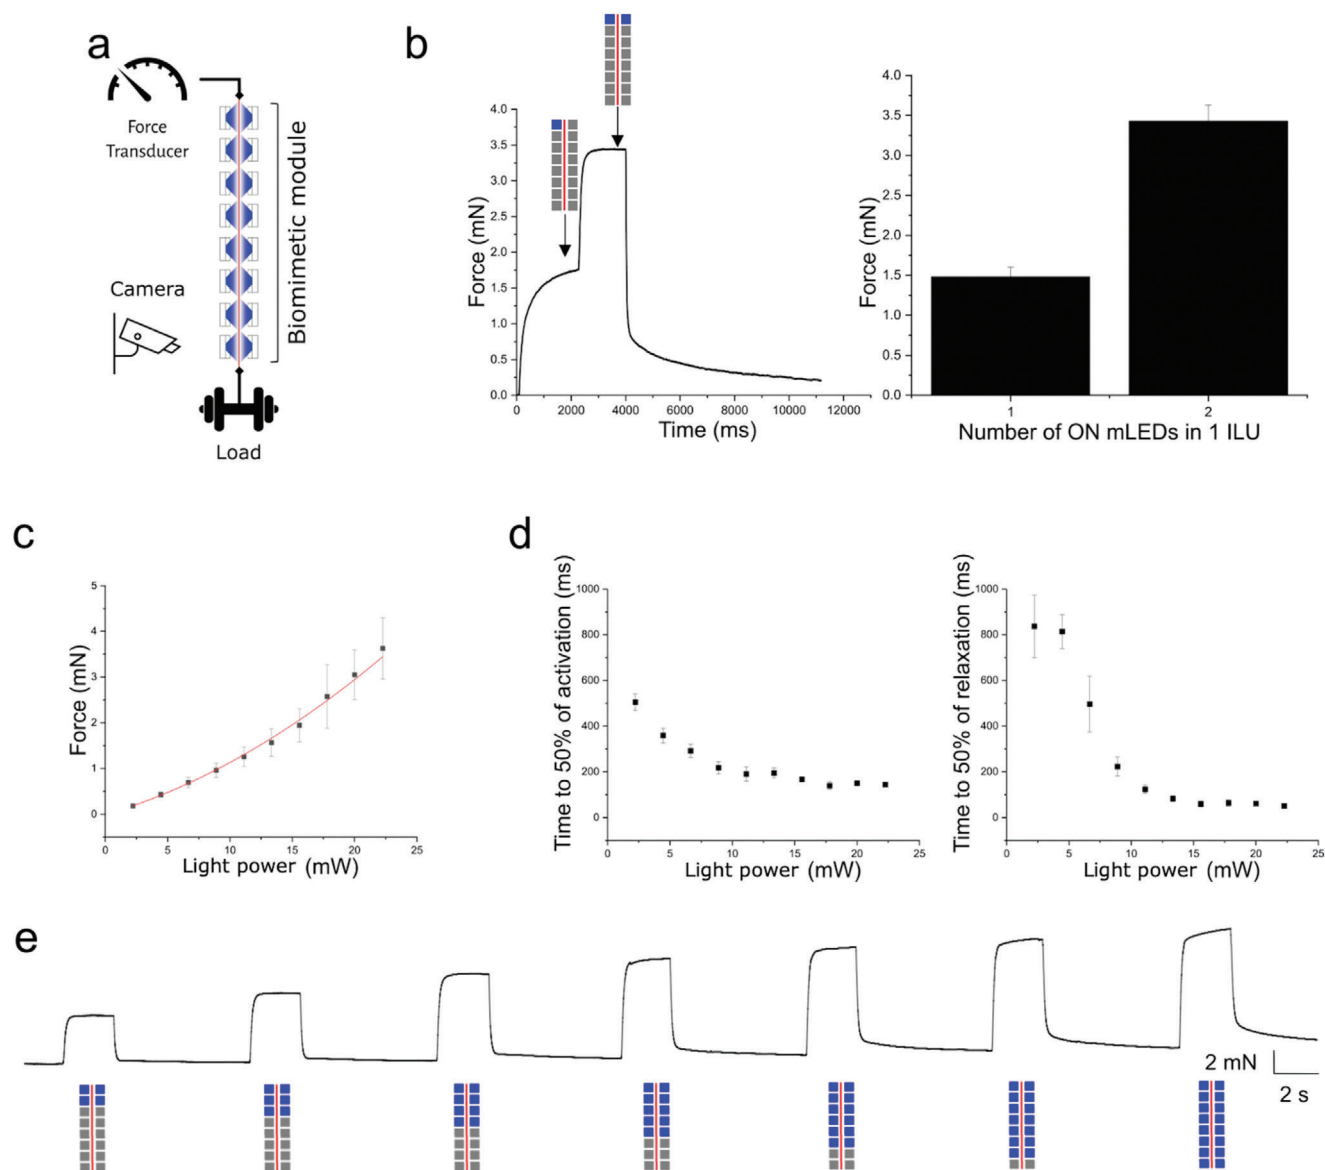 a
Force
Transducer
Biomimetic module
Camera
Load
b
4.0
3.5
3.0
2.5
2.0
1.5
1.0
0.5
0.0
Force (mN)
0 2000 4000 6000 8000 10000 12000
Time (ms)
4.0
3.5
3.0
2.5
2.0
1.5
1.0
0.5
0.0
Force (mN)
1 2
Number of ON mLEDs in 1 ILU
c
5
4
3
2
1
0
Force (mN)
0 5 10 15 20 25
Light power (mW)
d
1000
800
600
400
200
0
Time to 50% of activation (ms)
0 5 10 15 20 25
Light power (mW)
1000
800
600
400
200
0
Time to 50% of relaxation (ms)
0 5 10 15 20 25
Light power (mW)
e
2 mN
2 s